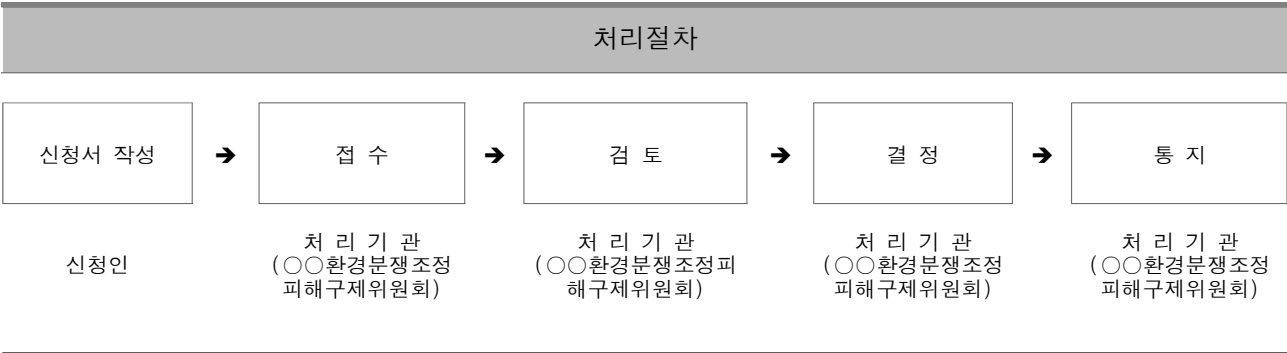 처리절차
신청서 작성 ➔ 접 수 ➔ 검 토 ➔ 결 정 ➔ 통 지
신청인
처 리 기 관
(○○환경분쟁조정
피해구제위원회)
처 리 기 관
(○○환경분쟁조정피
해구제위원회)
처 리 기 관
(○○환경분쟁조정
피해구제위원회)
처 리 기 관
(○○환경분쟁조정
피해구제위원회)